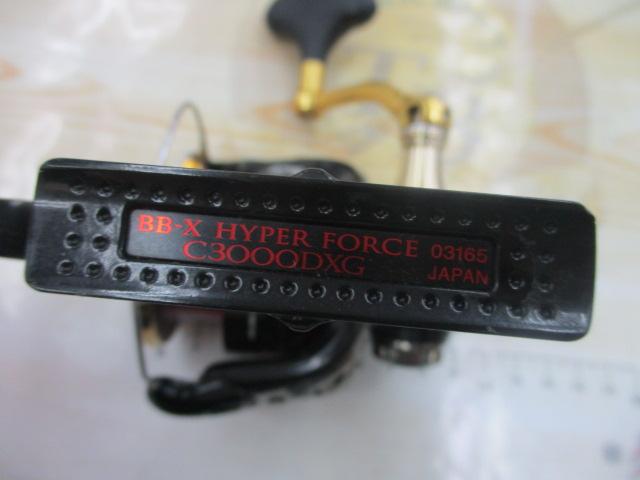 BB-X HYPER FORCE 03165
C3000DXG JAPAN